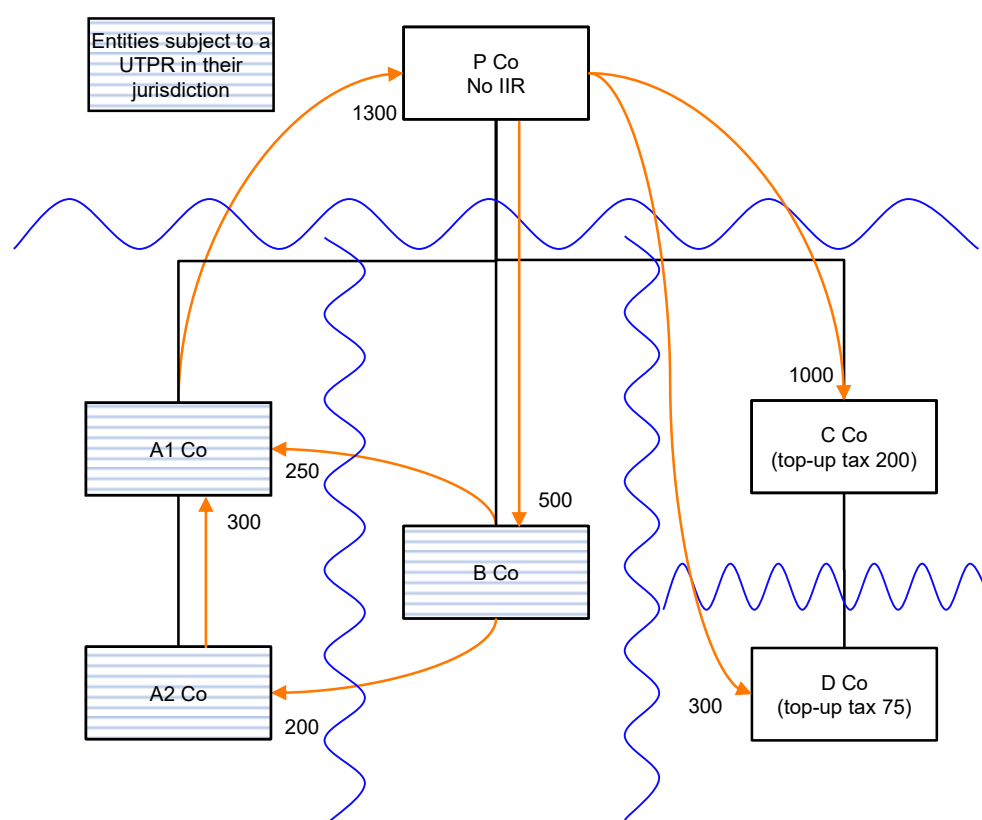 Entities subject to a
UTPR in their
jurisdiction
P Co
No IIR
1300
1000
A1 Co
250
300
500
C Co
(top-up tax 200)
B Co
A2 Co
200
300
D Co
(top-up tax 75)